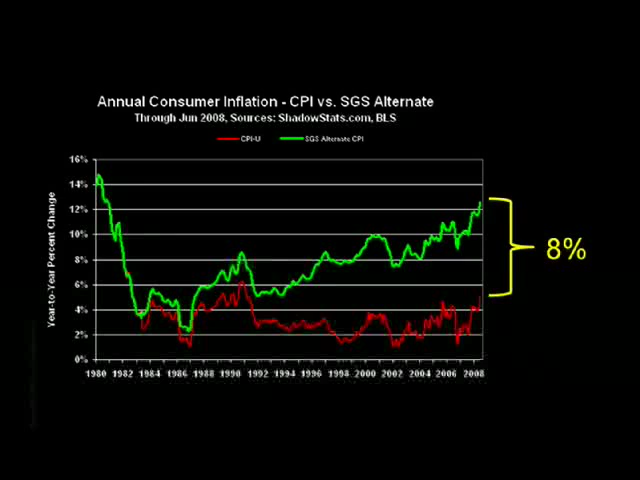 Annual Consumer Inflation - CPI vs. SGS Alternate
Through Jun 2008, Sources: ShadowStats.com, BLS
CPI-U SGS Alternate CPI
Year-to-Year Percent Change
16%
14%
12%
10%
8%
6%
4%
2%
0%
1980 1982 1984 1986 1988 1990 1992 1994 1996 1998 2000 2002 2004 2006 2008
8%